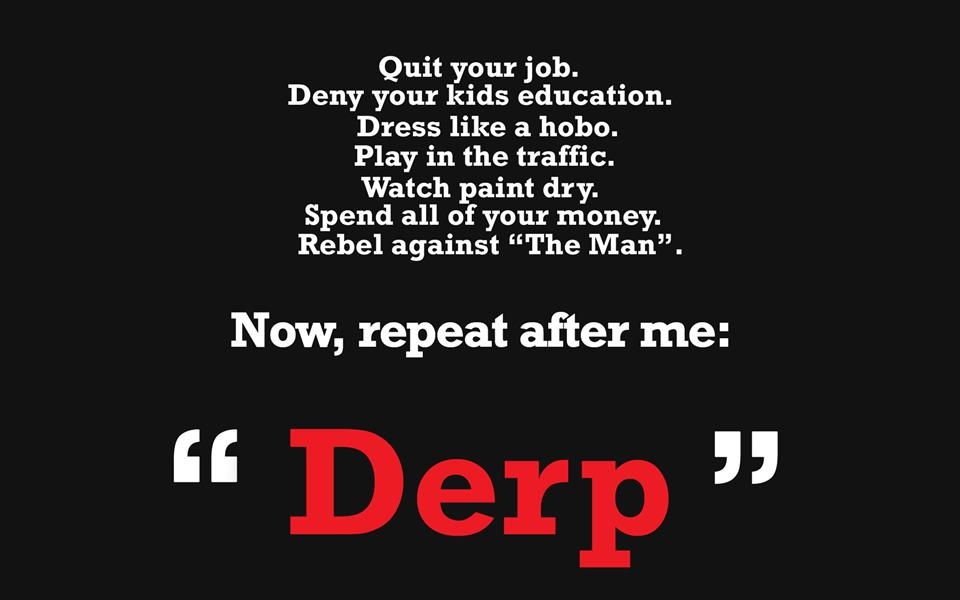 Quit your job.
Deny your kids education.
Dress like a hobo.
Play in the traffic.
Watch paint dry.
Spend all of your money.
Rebel against “The Man”.
Now, repeat after me:
“ Derp ”